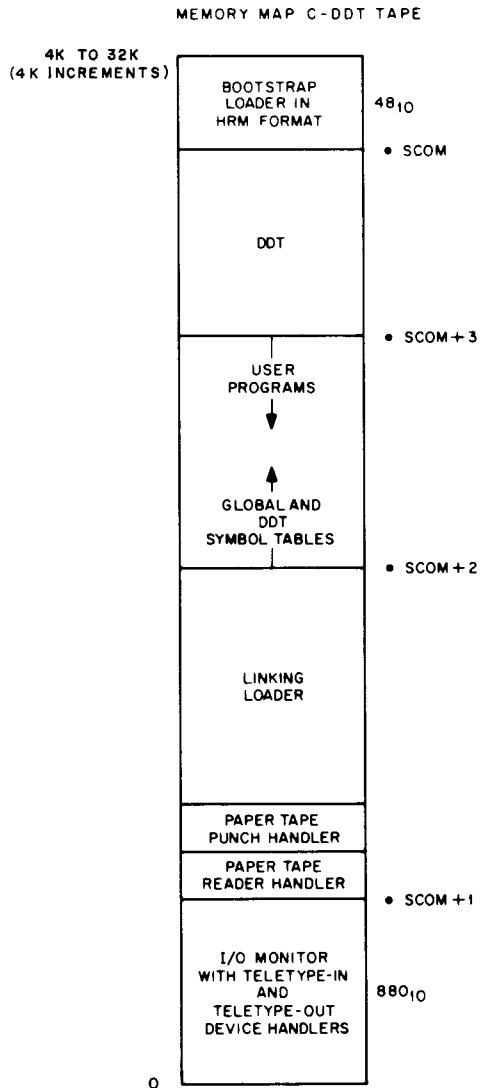 MEMORY MAP C-DDT TAPE
4K TO 32K
(4K INCREMENTS)
BOOTSTRAP
LOADER IN
HRM FORMAT
48₁₀
• SCOM
DDT
• SCOM+3
USER
PROGRAMS
GLOBAL AND
DDT
SYMBOL TABLES
• SCOM+2
LINKING
LOADER
PAPER TAPE
PUNCH HANDLER
PAPER TAPE
READER HANDLER
• SCOM+1
I/O MONITOR
WITH TELETYPE-IN
AND
TELETYPE-OUT
DEVICE HANDLERS
880₁₀
0